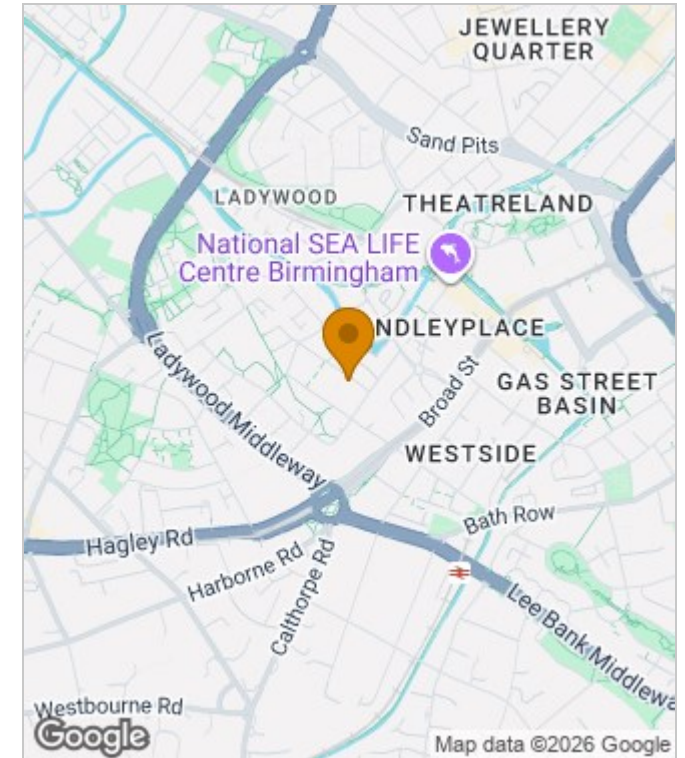 JEWELLERY
QUARTER
Sand Pits
LADYWOOD
THEATRELAND
National SEA LIFE
Centre Birmingham
NDLEYPLACE
Ladywood Middleway
Broad St
GAS STREET
BASIN
WESTSIDE
Bath Row
Hagley Rd
Harborne Rd
Calthorpe Rd
Lee Bank Middlewa
Westbourne Rd
Google
Map data ©2026 Google